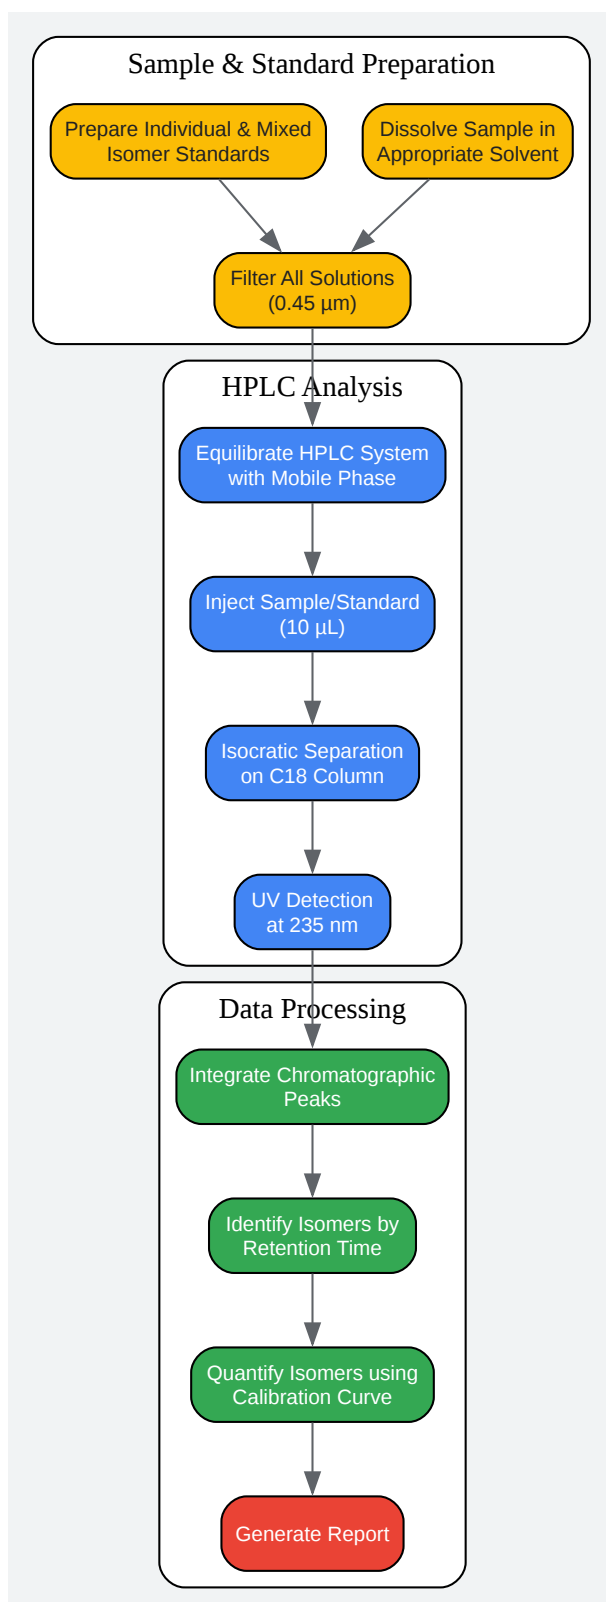 Sample & Standard Preparation
Prepare Individual & Mixed
Isomer Standards
Dissolve Sample in
Appropriate Solvent
Filter All Solutions
(0.45 µm)
HPLC Analysis
Equilibrate HPLC System
with Mobile Phase
Inject Sample/Standard
(10 µL)
Isocratic Separation
on C18 Column
UV Detection
at 235 nm
Data Processing
Integrate Chromatographic
Peaks
Identify Isomers by
Retention Time
Quantify Isomers using
Calibration Curve
Generate Report